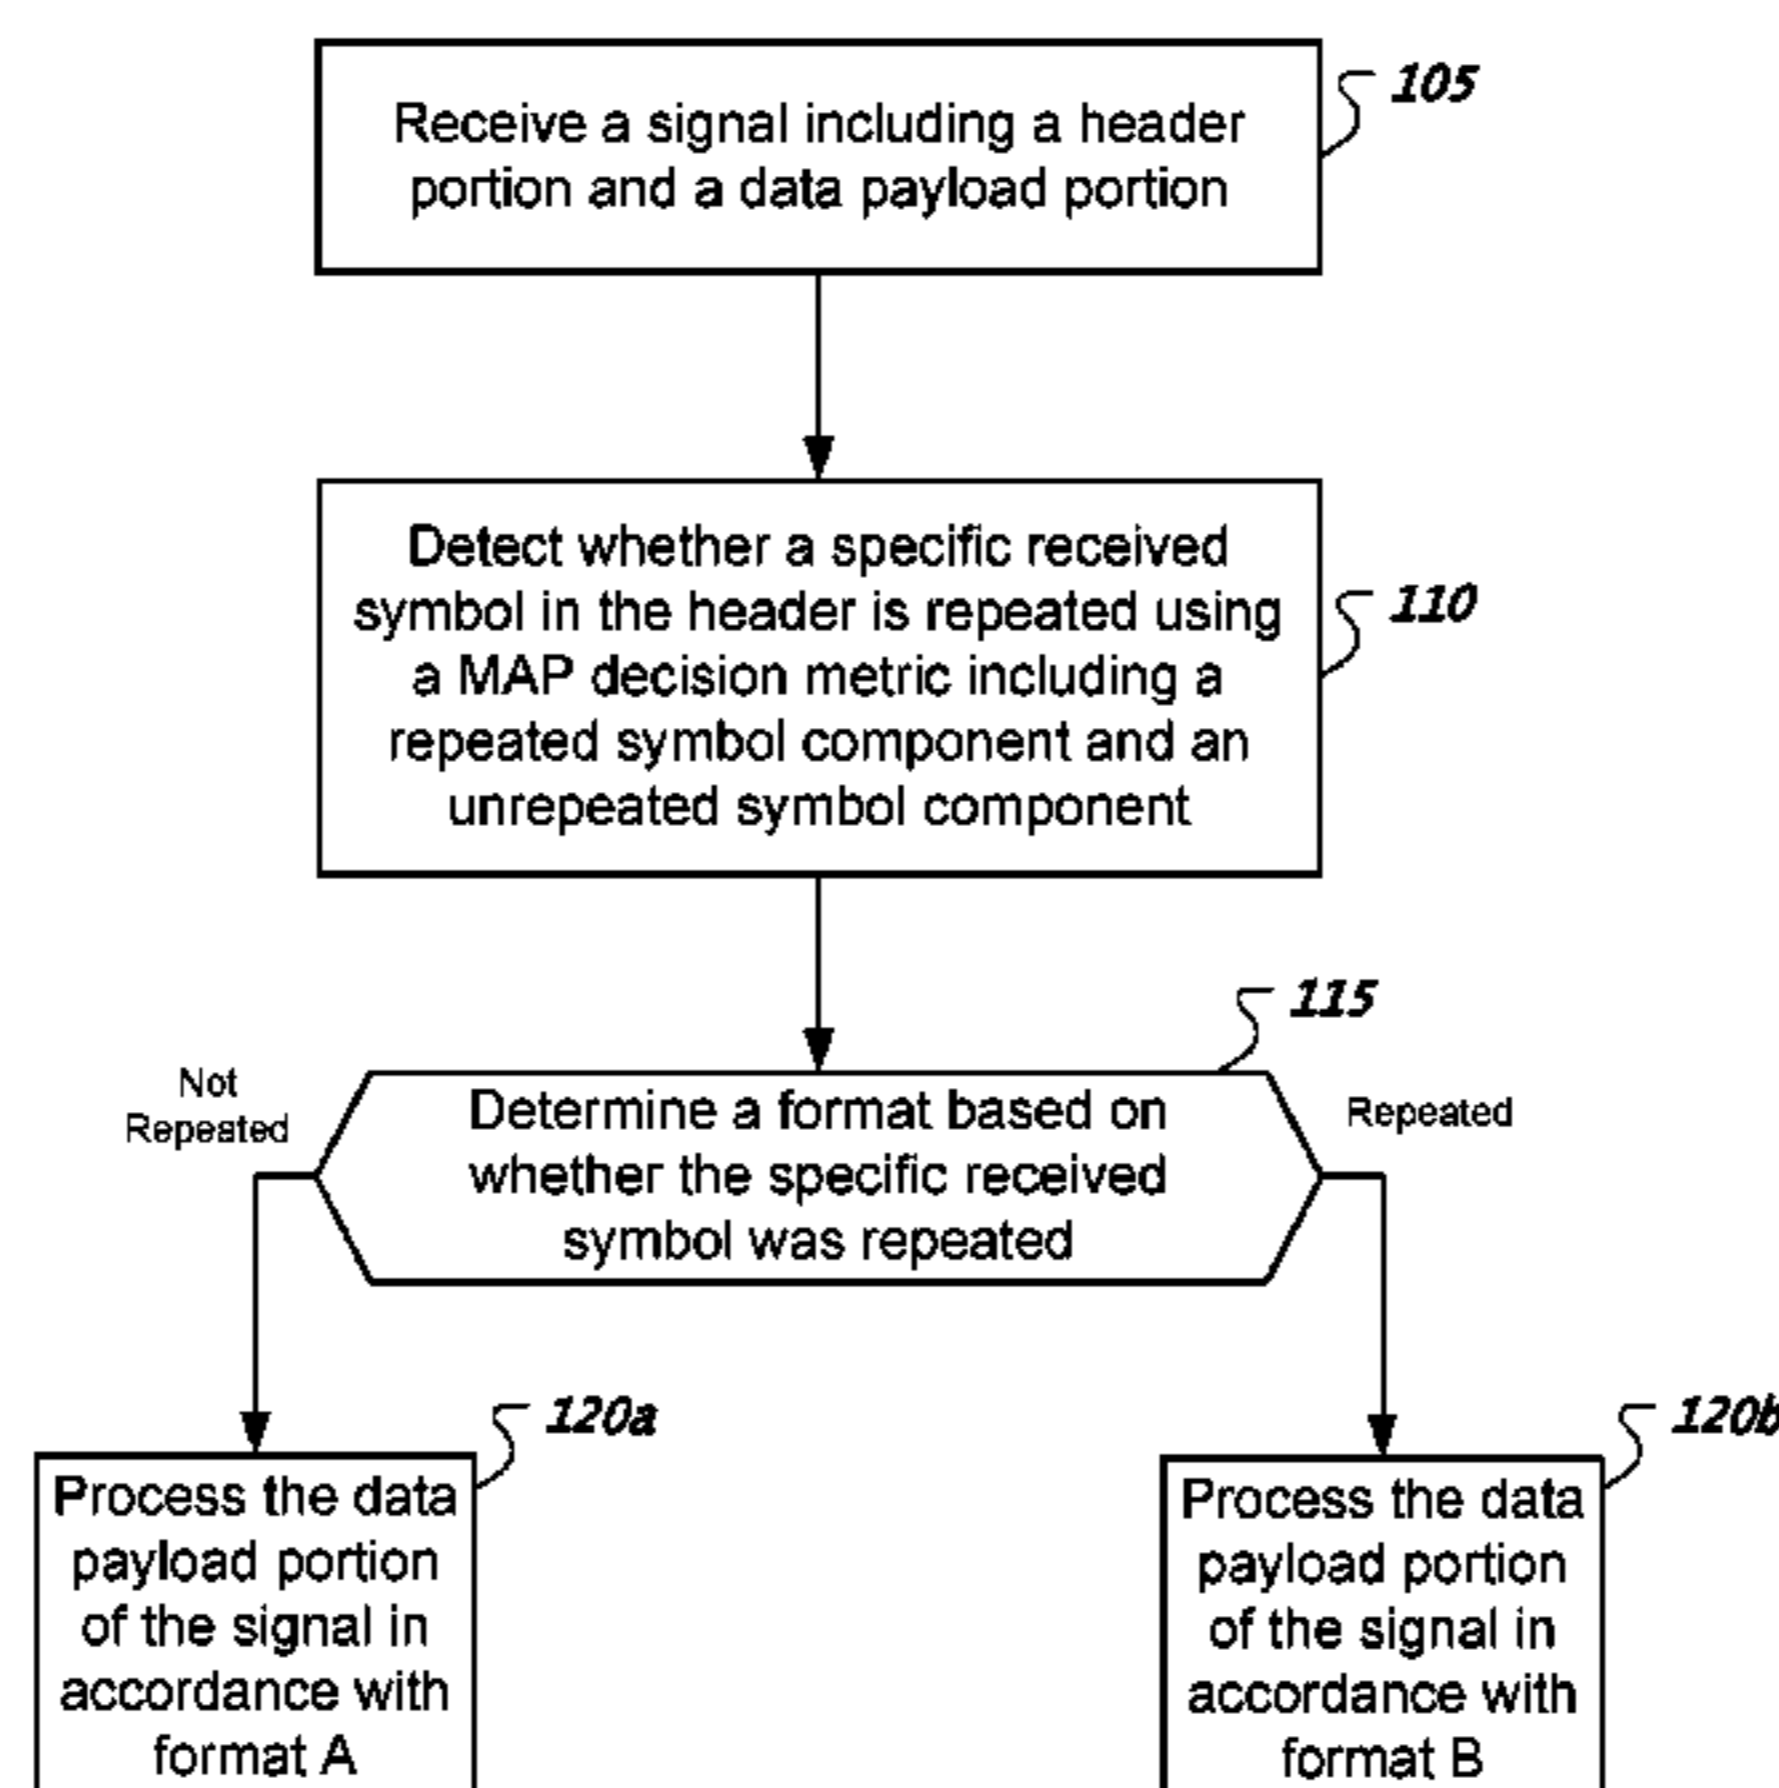 105
Receive a signal including a header
portion and a data payload portion
110
Detect whether a specific received
symbol in the header is repeated using
a MAP decision metric including a
repeated symbol component and an
unrepeated symbol component
115
Not
Repeated
Determine a format based on
whether the specific received
symbol was repeated
Repeated
120a
Process the data
payload portion
of the signal in
accordance with
format A
120b
Process the data
payload portion
of the signal in
accordance with
format B